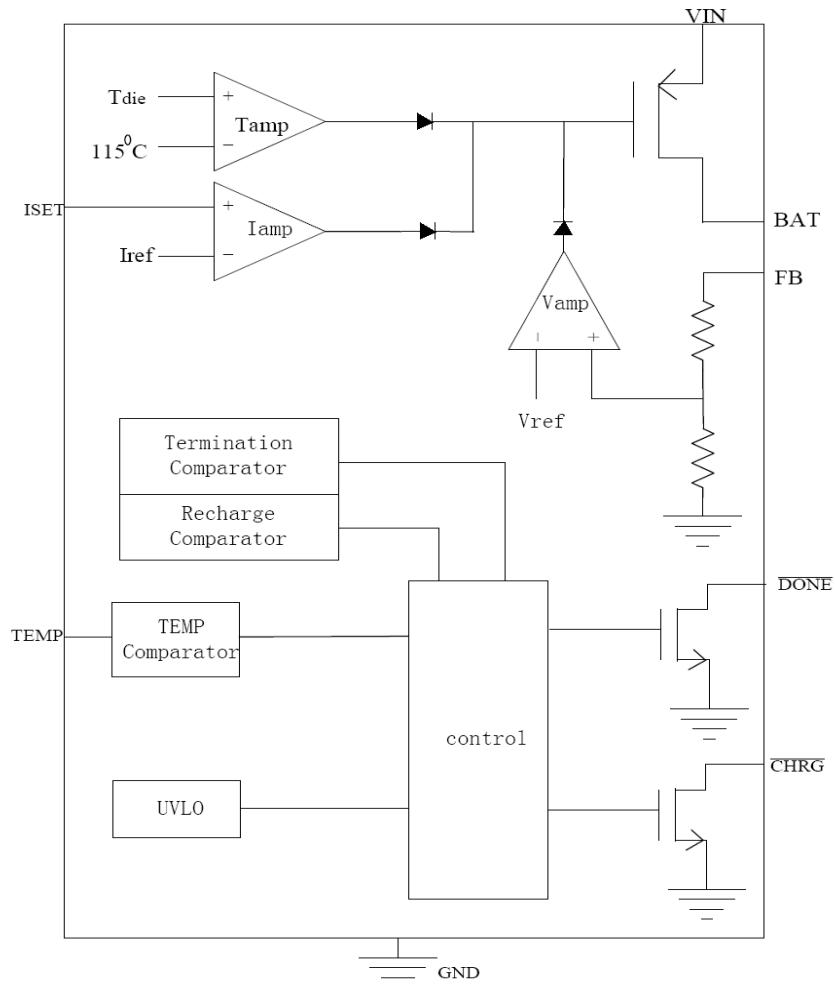 VIN
Tdie
+
Tamp
115⁰C
−
ISET
+
Iamp
BAT
Iref
−
FB
Vamp
−
+
Vref
Termination
Comparator
Recharge
Comparator
DONE
TEMP
TEMP
Comparator
control
CHRG
UVLO
GND